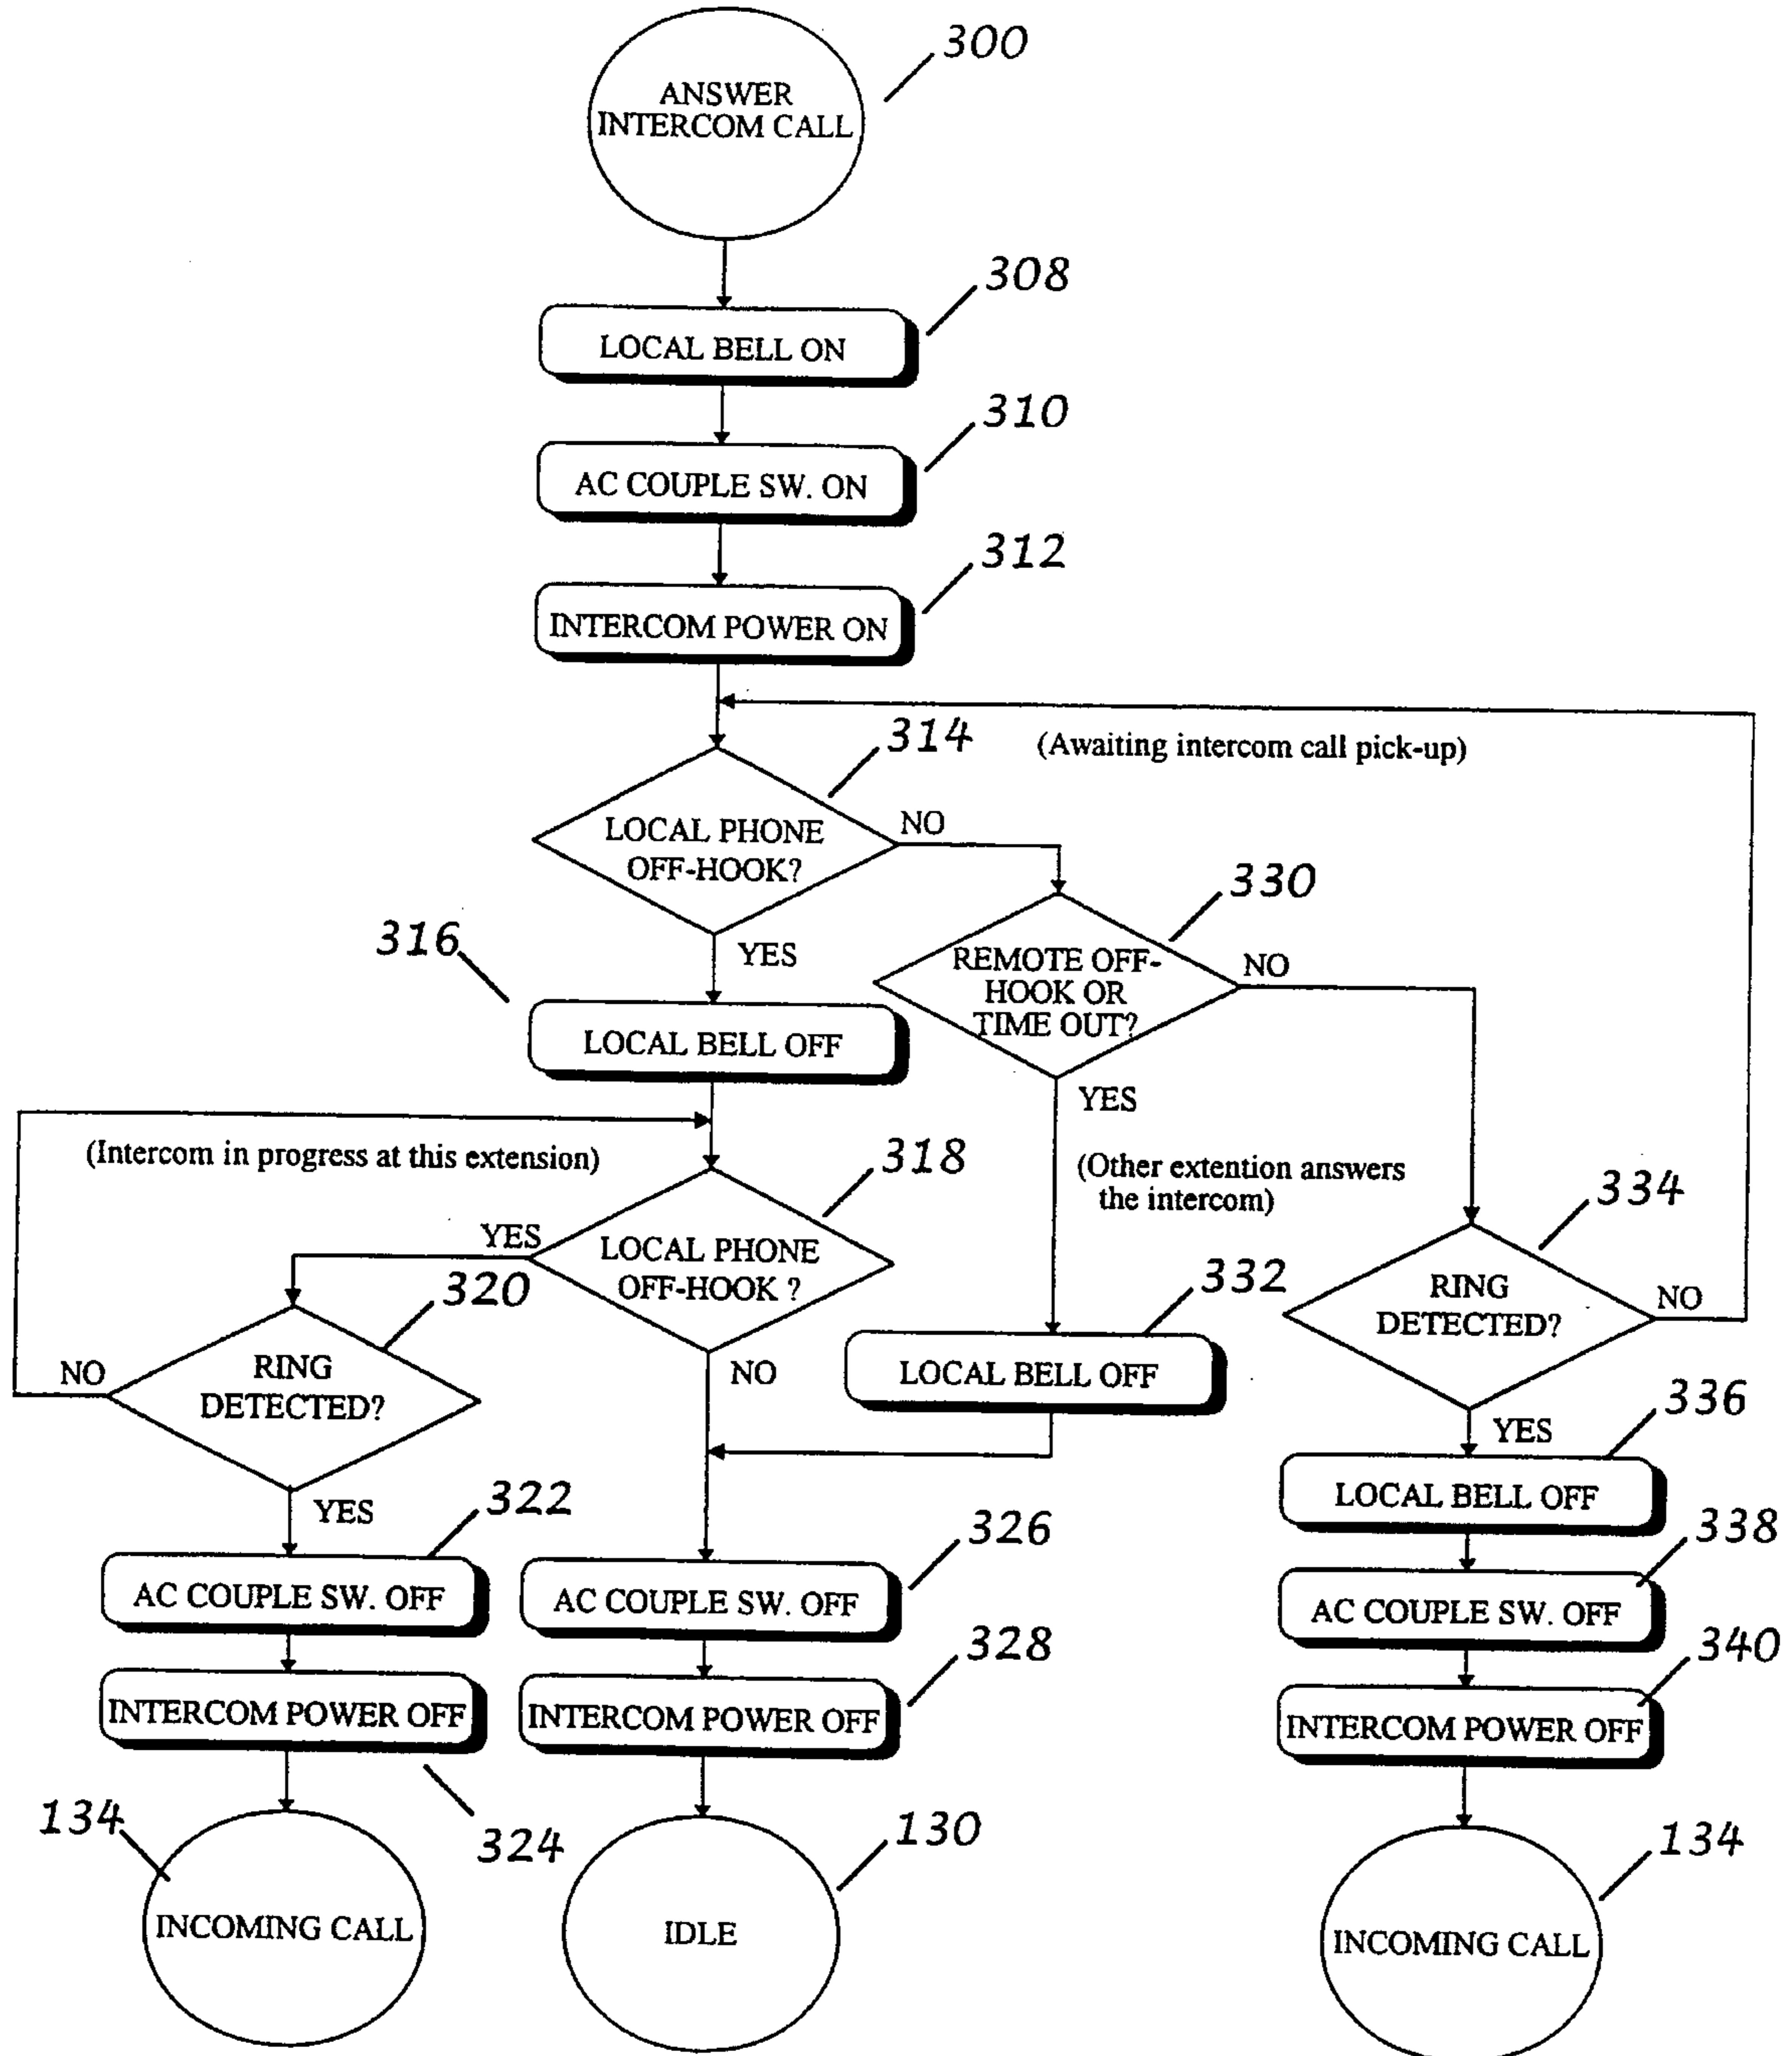 300
ANSWER
INTERCOM CALL
308
LOCAL BELL ON
310
AC COUPLE SW. ON
312
INTERCOM POWER ON
314
(Awaiting intercom call pick-up)
LOCAL PHONE
OFF-HOOK?
NO
YES
330
REMOTE OFF-
HOOK OR
TIME OUT?
NO
YES
316
LOCAL BELL OFF
(Intercom in progress at this extension)
318
LOCAL PHONE
OFF-HOOK ?
YES
NO
(Other extention answers
the intercom)
334
RING
DETECTED?
NO
YES
320
RING
DETECTED?
NO
YES
332
LOCAL BELL OFF
336
LOCAL BELL OFF
322
AC COUPLE SW. OFF
326
AC COUPLE SW. OFF
338
AC COUPLE SW. OFF
INTERCOM POWER OFF
324
328
INTERCOM POWER OFF
340
INTERCOM POWER OFF
134
INCOMING CALL
130
IDLE
134
INCOMING CALL